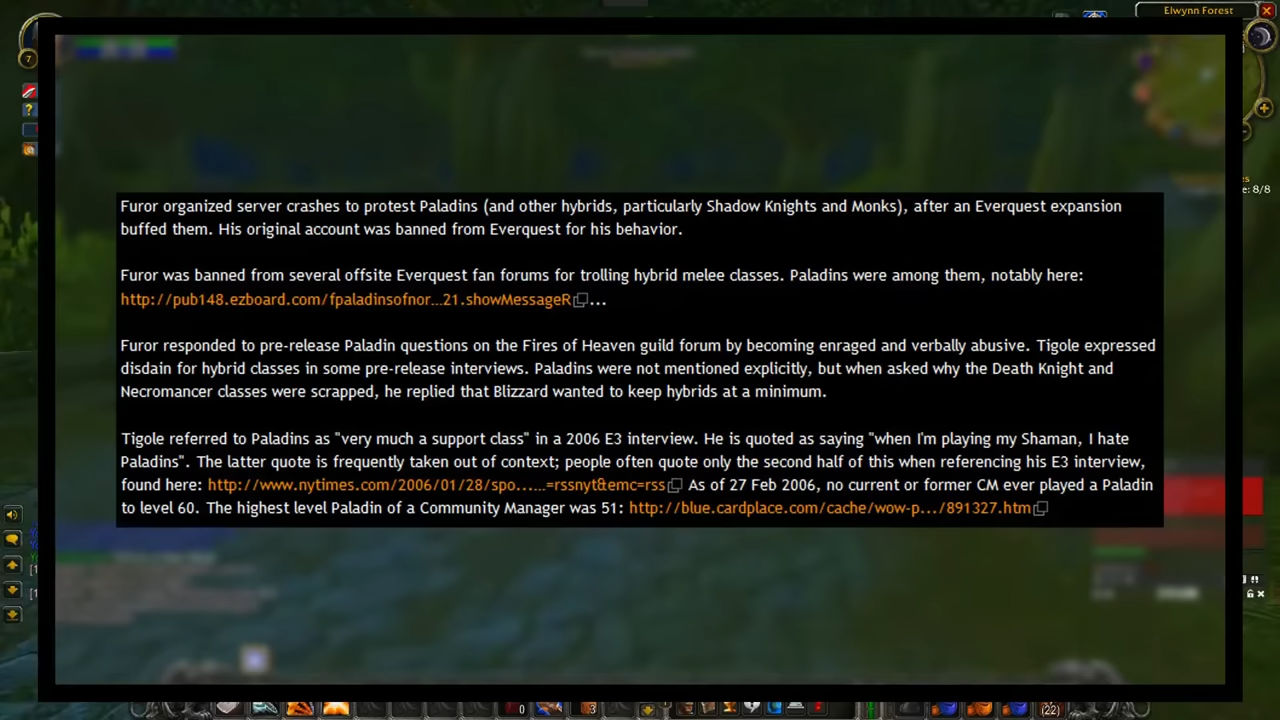 Elwynn Forest
7
8/8
Furor organized server crashes to protest Paladins (and other hybrids, particularly Shadow Knights and Monks), after an Everquest expansion
buffed them. His original account was banned from Everquest for his behavior.
Furor was banned from several offsite Everquest fan forums for trolling hybrid melee classes. Paladins were among them, notably here:
http://pub148.ezboard.com/fpaladinsofnor...21.showMessageR...
Furor responded to pre-release Paladin questions on the Fires of Heaven guild forum by becoming enraged and verbally abusive. Tigole expressed
disdain for hybrid classes in some pre-release interviews. Paladins were not mentioned explicitly, but when asked why the Death Knight and
Necromancer classes were scrapped, he replied that Blizzard wanted to keep hybrids at a minimum.
Tigole referred to Paladins as "very much a support class" in a 2006 E3 interview. He is quoted as saying "when I'm playing my Shaman, I hate
Paladins". The latter quote is frequently taken out of context; people often quote only the second half of this when referencing his E3 interview,
found here: http://www.nytimes.com/2006/01/28/spo......=rssnyt&emc=rss As of 27 Feb 2006, no current or former CM ever played a Paladin
to level 60. The highest level Paladin of a Community Manager was 51: http://blue.cardplace.com/cache/wow-p.../891327.htm
0
3
(22)